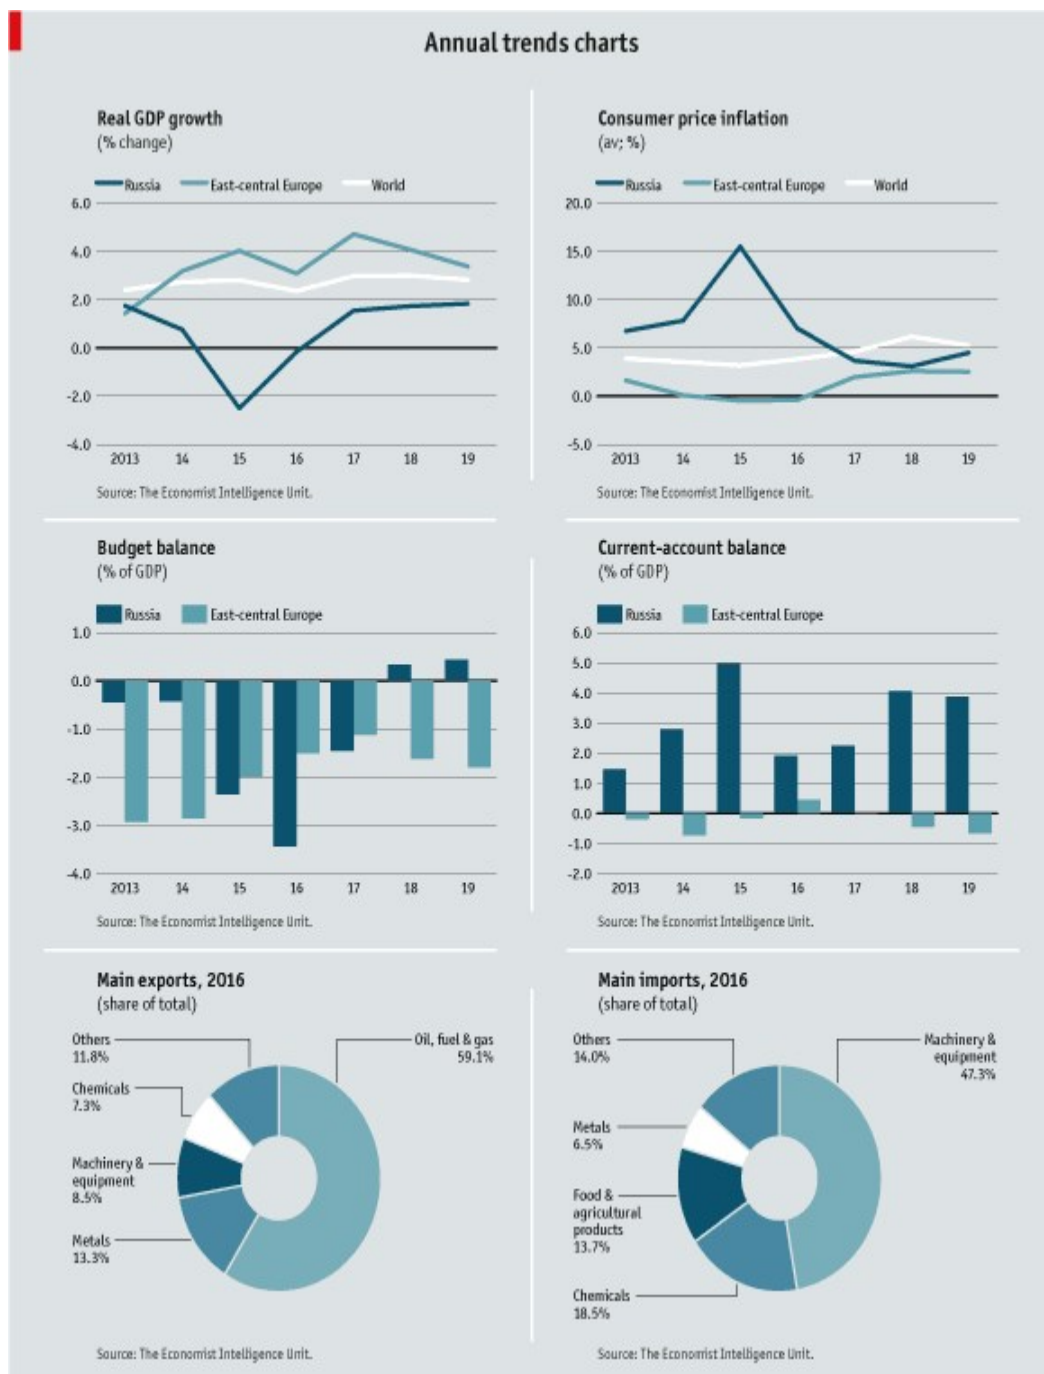 Annual trends charts
Real GDP growth
(% change)
Russia East-central Europe World
6.0
4.0
2.0
0.0
-2.0
-4.0
2013 14 15 16 17 18 19
Source: The Economist Intelligence Unit.
Consumer price inflation
(av; %)
Russia East-central Europe World
20.0
15.0
10.0
5.0
0.0
-5.0
2013 14 15 16 17 18 19
Source: The Economist Intelligence Unit.
Budget balance
(% of GDP)
Russia East-central Europe
1.0
0.0
-1.0
-2.0
-3.0
-4.0
2013 14 15 16 17 18 19
Source: The Economist Intelligence Unit.
Current-account balance
(% of GDP)
Russia East-central Europe
6.0
5.0
4.0
3.0
2.0
1.0
0.0
-1.0
-2.0
2013 14 15 16 17 18 19
Source: The Economist Intelligence Unit.
Main exports, 2016
(share of total)
Others
11.8%
Oil, fuel & gas
59.1%
Chemicals
7.3%
Machinery &
equipment
8.5%
Metals
13.3%
Source: The Economist Intelligence Unit.
Main imports, 2016
(share of total)
Others
14.0%
Machinery &
equipment
47.3%
Metals
6.5%
Food &
agricultural
products
13.7%
Chemicals
18.5%
Source: The Economist Intelligence Unit.